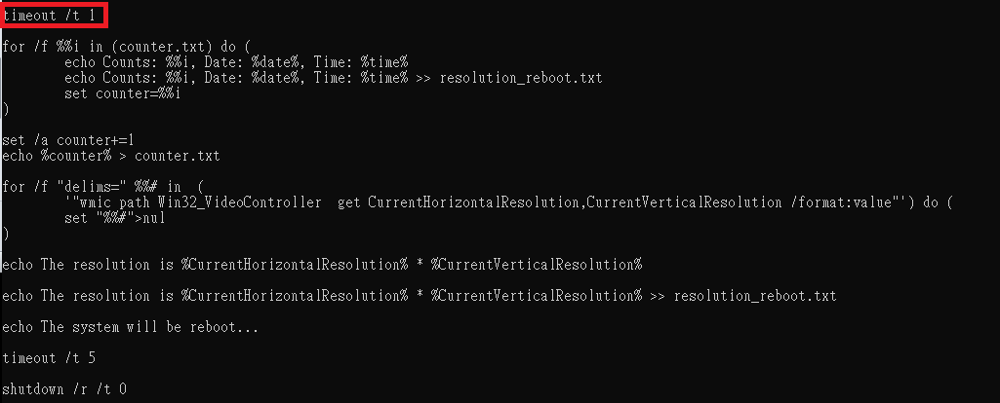 timeout /t 1
for /f %%i in (counter.txt) do (
echo Counts: %%i, Date: %date%, Time: %time%
echo Counts: %%i, Date: %date%, Time: %time% >> resolution_reboot.txt
set counter=%%i
)
set /a counter+=1
echo %counter% > counter.txt
for /f "delims=" %%# in  (
'"wmic path Win32_VideoController  get CurrentHorizontalResolution,CurrentVerticalResolution /format:value"') do (
set "%%#">nul
)
echo The resolution is %CurrentHorizontalResolution% * %CurrentVerticalResolution%
echo The resolution is %CurrentHorizontalResolution% * %CurrentVerticalResolution% >> resolution_reboot.txt
echo The system will be reboot...
timeout /t 5
shutdown /r /t 0